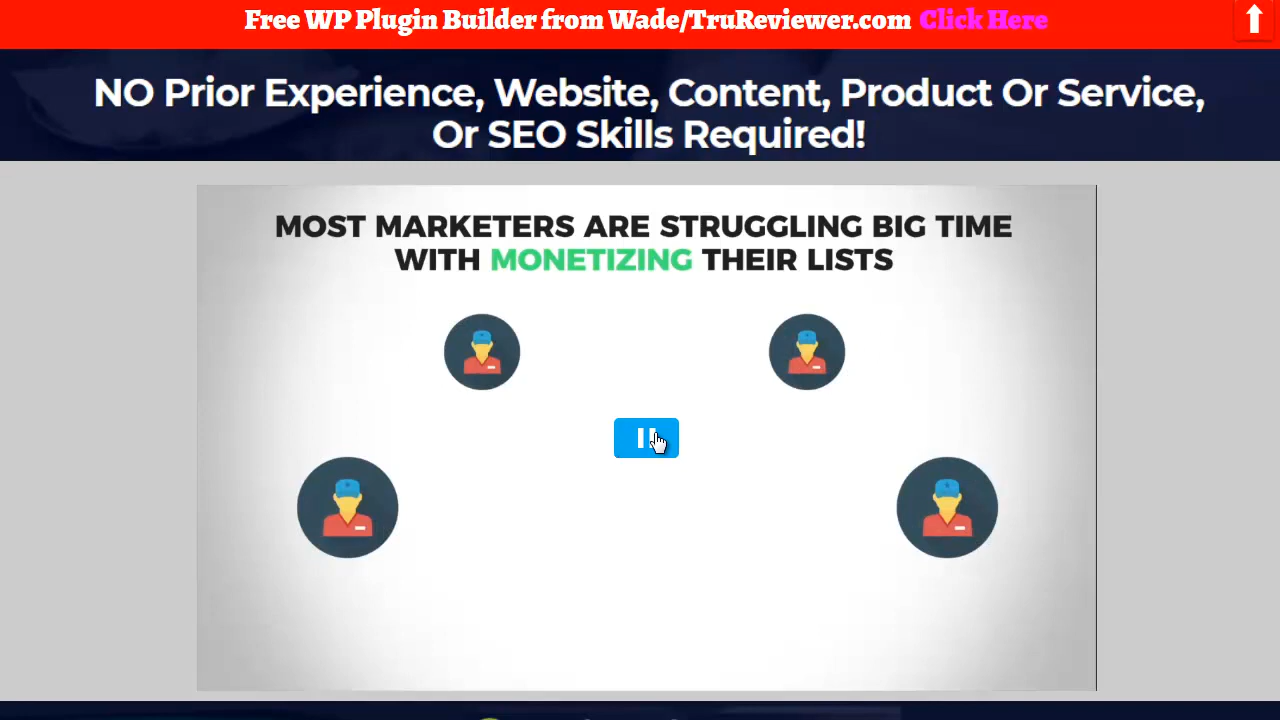 Free WP Plugin Builder from Wade/TruReviewer.com Click Here
NO Prior Experience, Website, Content, Product Or Service,
Or SEO Skills Required!
MOST MARKETERS ARE STRUGGLING BIG TIME
WITH MONETIZING THEIR LISTS